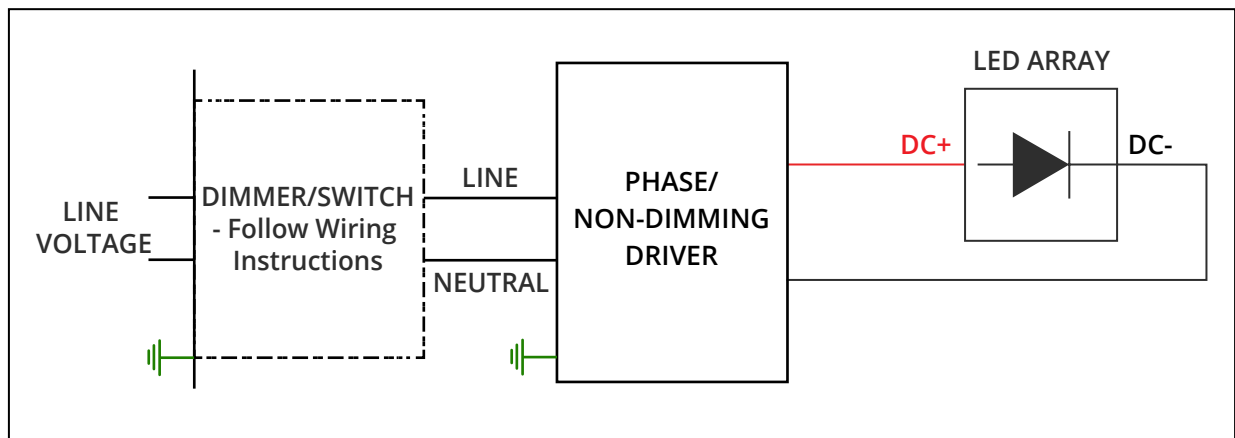 LED ARRAY
DC+
DC-
LINE
VOLTAGE
DIMMER/SWITCH
- Follow Wiring
Instructions
LINE
NEUTRAL
PHASE/
NON-DIMMING
DRIVER